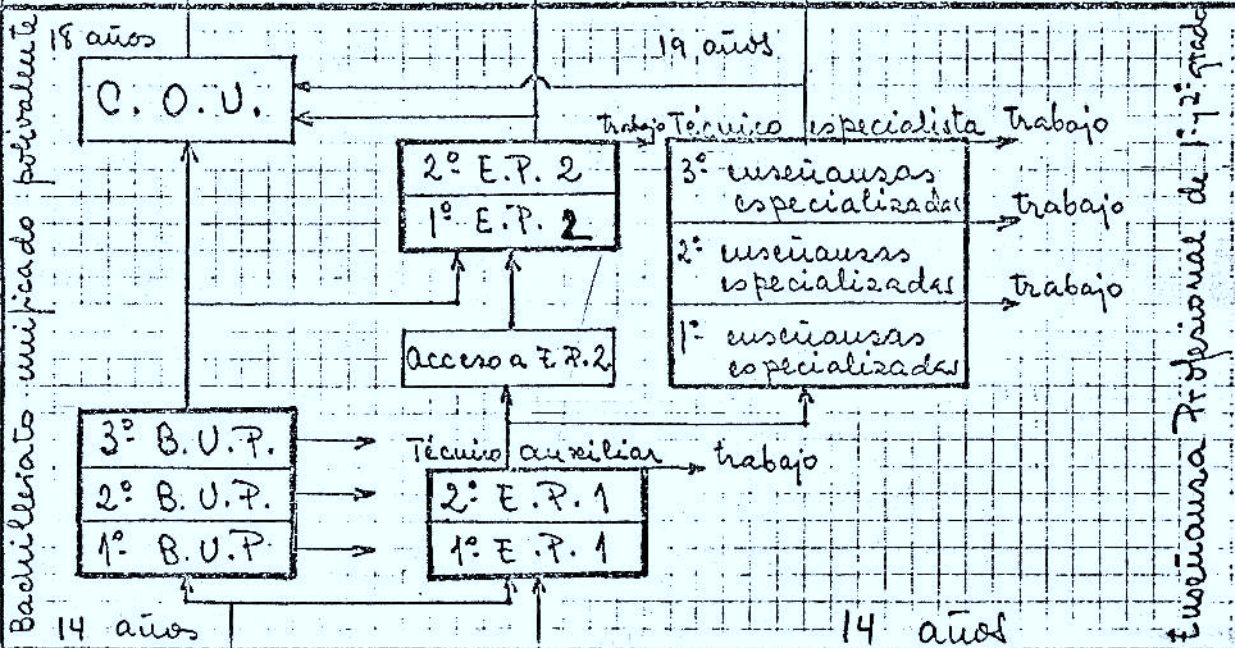 Bachillerato unificado polivalente
18 años
C. O. U.
19 años
trabajo
Técnico especialista
trabajo
2º E.P. 2
1º E.P. 2
3º enseñanzas
especializadas
trabajo
2º enseñanzas
especializadas
trabajo
1º enseñanzas
especializadas
acceso a E.P.2
3º B.U.P.
2º B.U.P.
1º B.U.P.
Técnico auxiliar
trabajo
2º E.P. 1
1º E.P. 1
14 años
14 años
Enseñanza Profesional de 1º y 2º grado